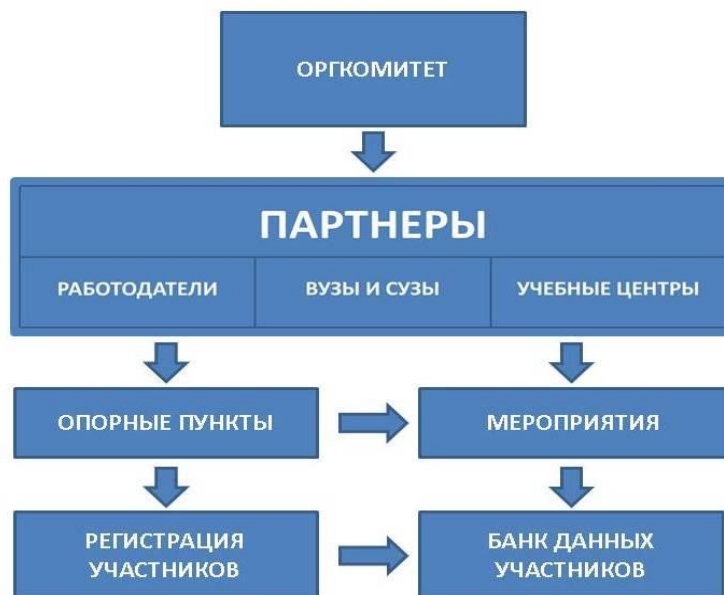 ОРГКОМИТЕТ
ПАРТНЕРЫ
РАБОТОДАТЕЛИ
ВУЗЫ И СУЗЫ
УЧЕБНЫЕ ЦЕНТРЫ
ОПОРНЫЕ ПУНКТЫ
МЕРОПРИЯТИЯ
РЕГИСТРАЦИЯ
УЧАСТНИКОВ
БАНК ДАННЫХ
УЧАСТНИКОВ